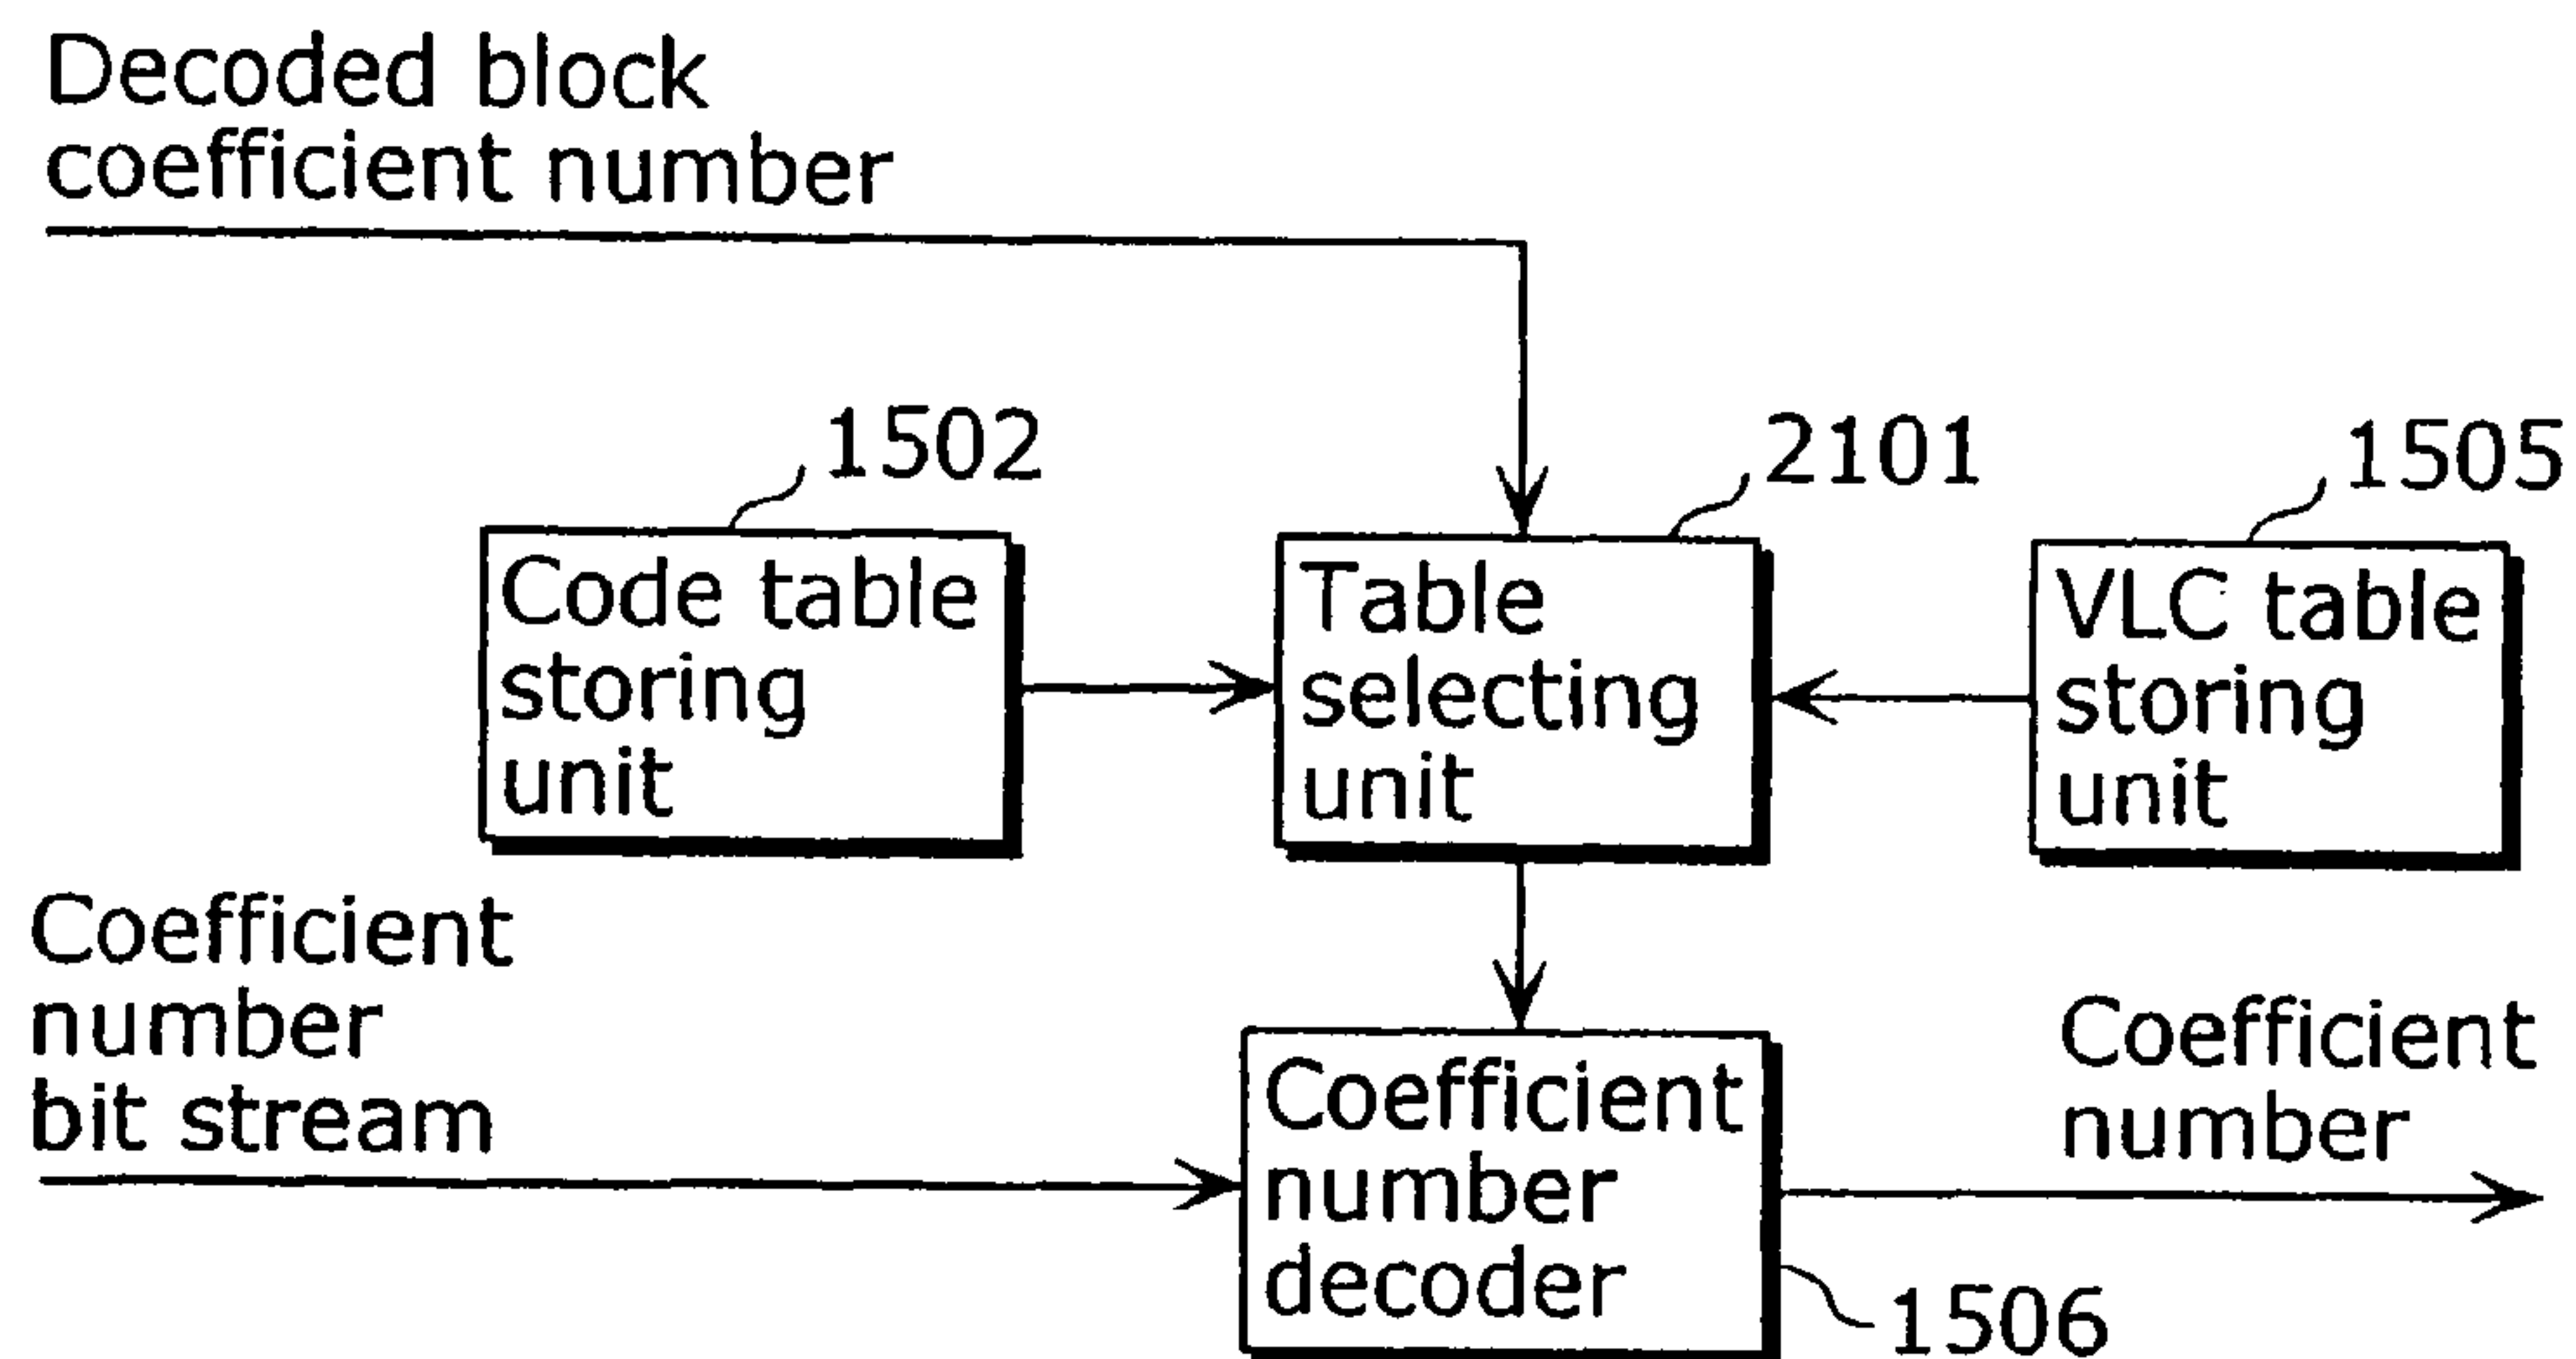 Decoded block
coefficient number
1502
2101
1505
Code table
storing
unit
Table
selecting
unit
VLC table
storing
unit
Coefficient
number
bit stream
Coefficient
number
decoder
Coefficient
number
1506